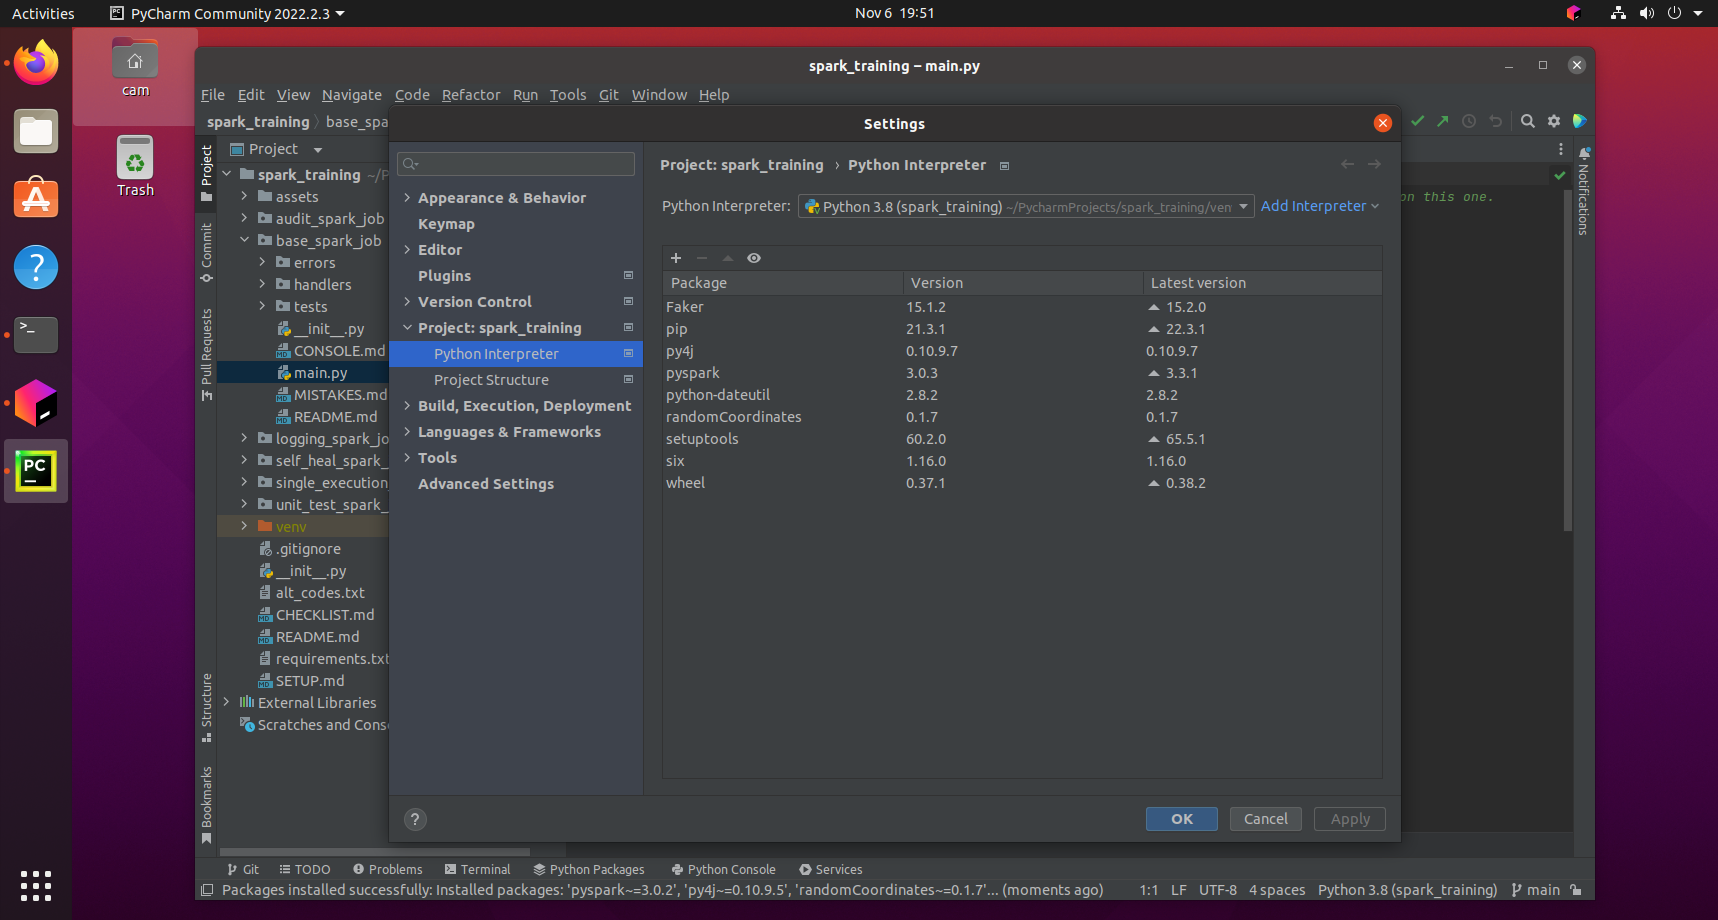 Activities
PyCharm Community 2022.2.3
Nov 6 19:51
cam
Trash
spark_training – main.py
File Edit View Navigate Code Refactor Run Tools Git Window Help
spark_training base_spa
Project
Commit
Pull Requests
Structure
Bookmarks
Notifications
Project
spark_training ~/P
assets
audit_spark_job
base_spark_job
errors
handlers
tests
__init__.py
CONSOLE.md
main.py
MISTAKES.md
README.md
logging_spark_jo
self_heal_spark_
single_execution
unit_test_spark_
venv
.gitignore
__init__.py
alt_codes.txt
CHECKLIST.md
README.md
requirements.txt
SETUP.md
External Libraries
Scratches and Cons
on this one.
Settings
Appearance & Behavior
Keymap
Editor
Plugins
Version Control
Project: spark_training
Python Interpreter
Project Structure
Build, Execution, Deployment
Languages & Frameworks
Tools
Advanced Settings
Project: spark_training › Python Interpreter
Python Interpreter: Python 3.8 (spark_training) ~/PycharmProjects/spark_training/ven Add Interpreter
Package Version Latest version
Faker 15.1.2 15.2.0
pip 21.3.1 22.3.1
py4j 0.10.9.7 0.10.9.7
pyspark 3.0.3 3.3.1
python-dateutil 2.8.2 2.8.2
randomCoordinates 0.1.7 0.1.7
setuptools 60.2.0 65.5.1
six 1.16.0 1.16.0
wheel 0.37.1 0.38.2
? OK Cancel Apply
Git TODO Problems Terminal Python Packages Python Console Services
Packages installed successfully: Installed packages: 'pyspark~=3.0.2', 'py4j~=0.10.9.5', 'randomCoordinates~=0.1.7'... (moments ago) 1:1 LF UTF-8 4 spaces Python 3.8 (spark_training) main
PC